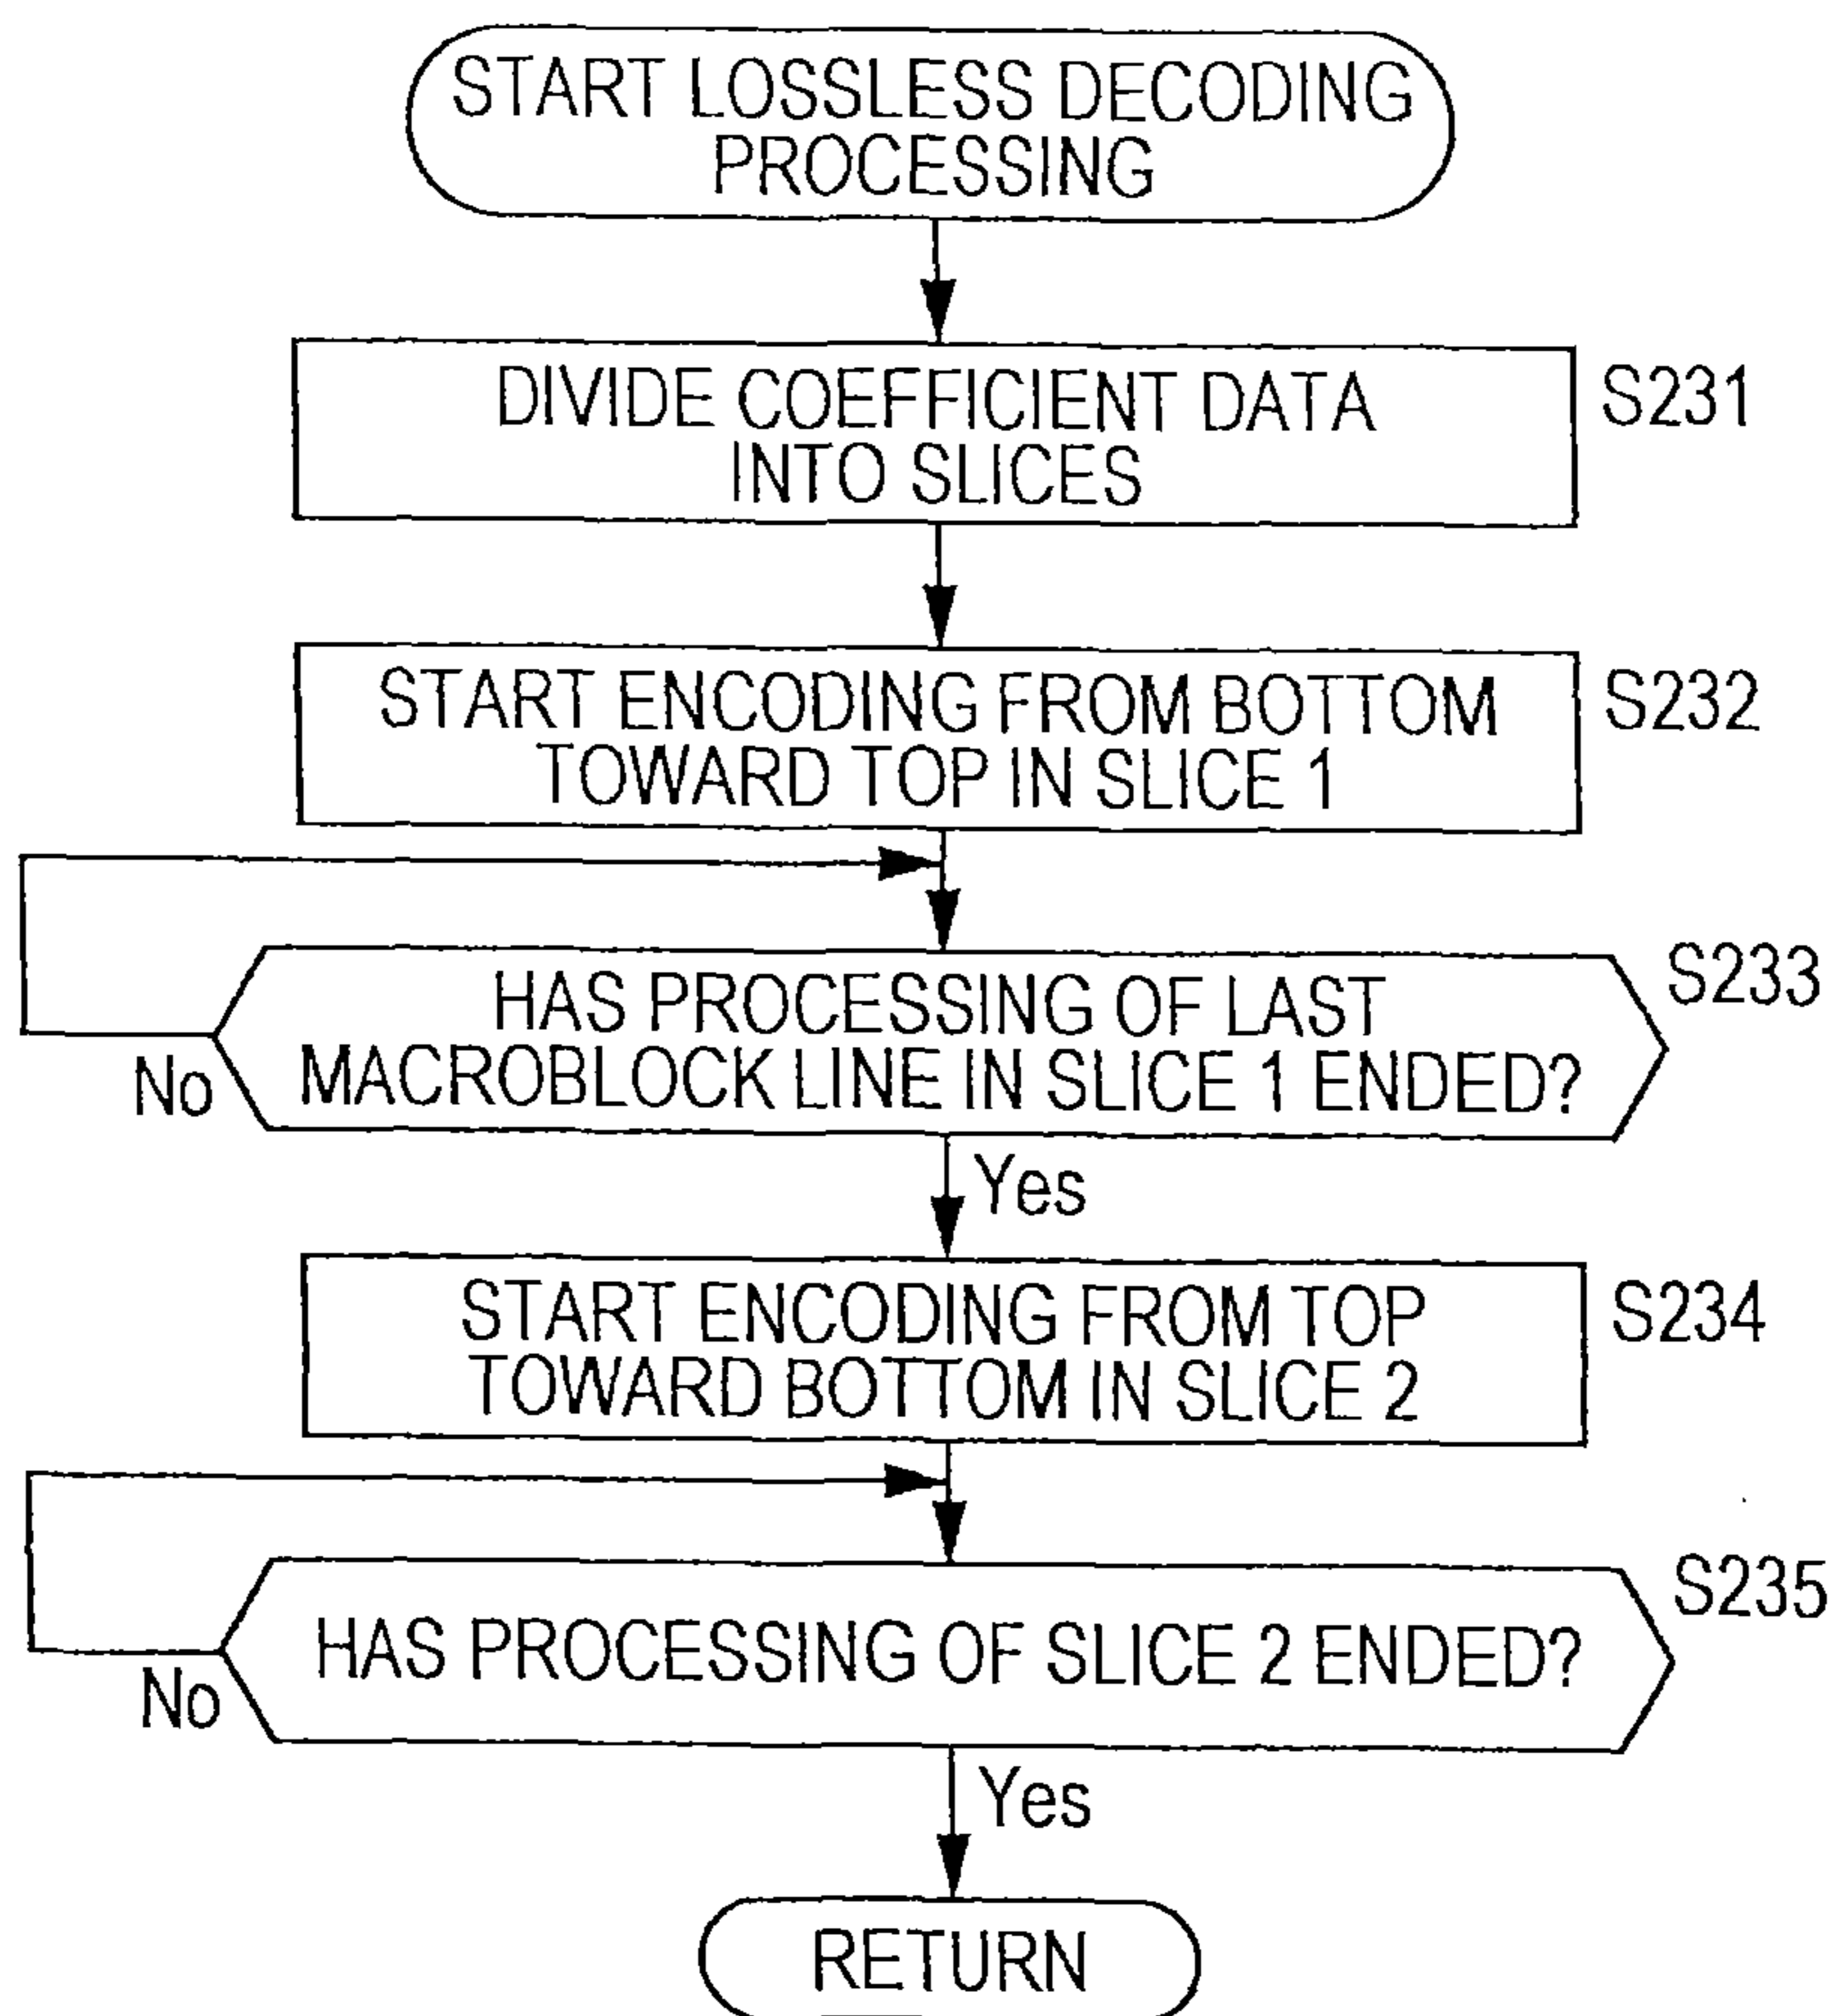 START LOSSLESS DECODING
PROCESSING
DIVIDE COEFFICIENT DATA
INTO SLICES
S231
START ENCODING FROM BOTTOM
TOWARD TOP IN SLICE 1
S232
HAS PROCESSING OF LAST
MACROBLOCK LINE IN SLICE 1 ENDED?
S233
No
Yes
START ENCODING FROM TOP
TOWARD BOTTOM IN SLICE 2
S234
HAS PROCESSING OF SLICE 2 ENDED?
S235
No
Yes
RETURN